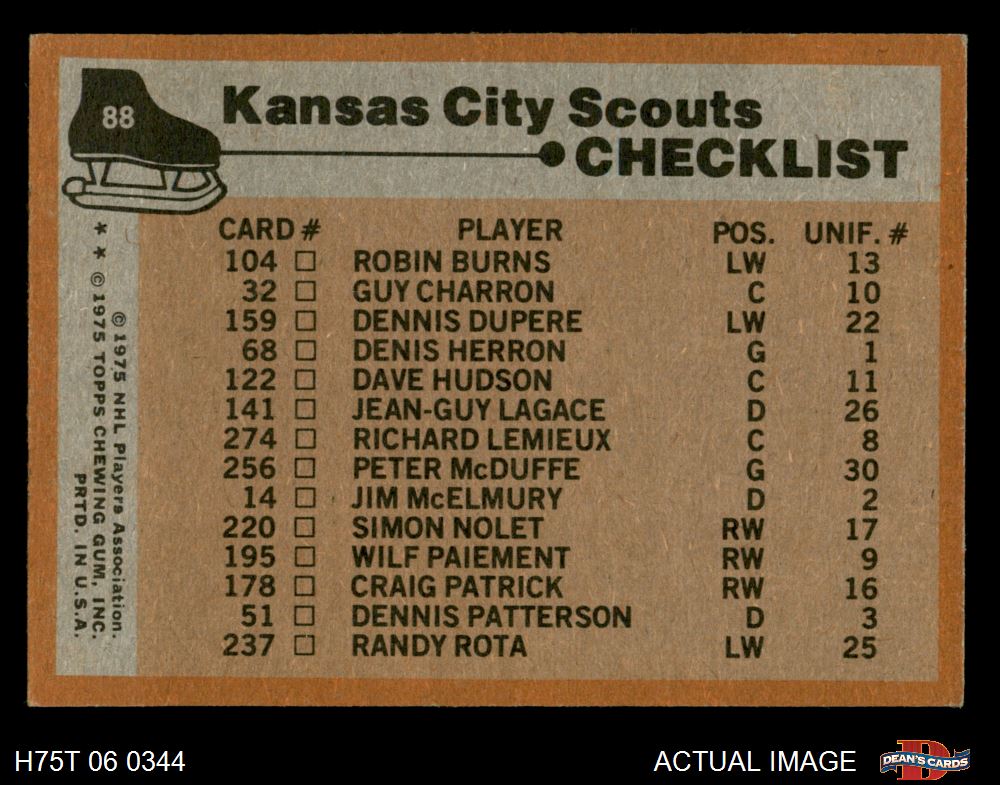 88
Kansas City Scouts
CHECKLIST
CARD # PLAYER POS. UNIF. #
104 □ ROBIN BURNS LW 13
32 □ GUY CHARRON C 10
159 □ DENNIS DUPERE LW 22
68 □ DENIS HERRON G 1
122 □ DAVE HUDSON C 11
141 □ JEAN-GUY LAGACE D 26
274 □ RICHARD LEMIEUX C 8
256 □ PETER McDUFFE G 30
14 □ JIM McELMURY D 2
220 □ SIMON NOLET RW 17
195 □ WILF PAIEMENT RW 9
178 □ CRAIG PATRICK RW 16
51 □ DENNIS PATTERSON D 3
237 □ RANDY ROTA LW 25
© 1975 NHL Players Association.
* * © 1975 TOPPS CHEWING GUM, INC.
PRTD. IN U.S.A.
H75T 06 0344
ACTUAL IMAGE
DEAN'S CARDS